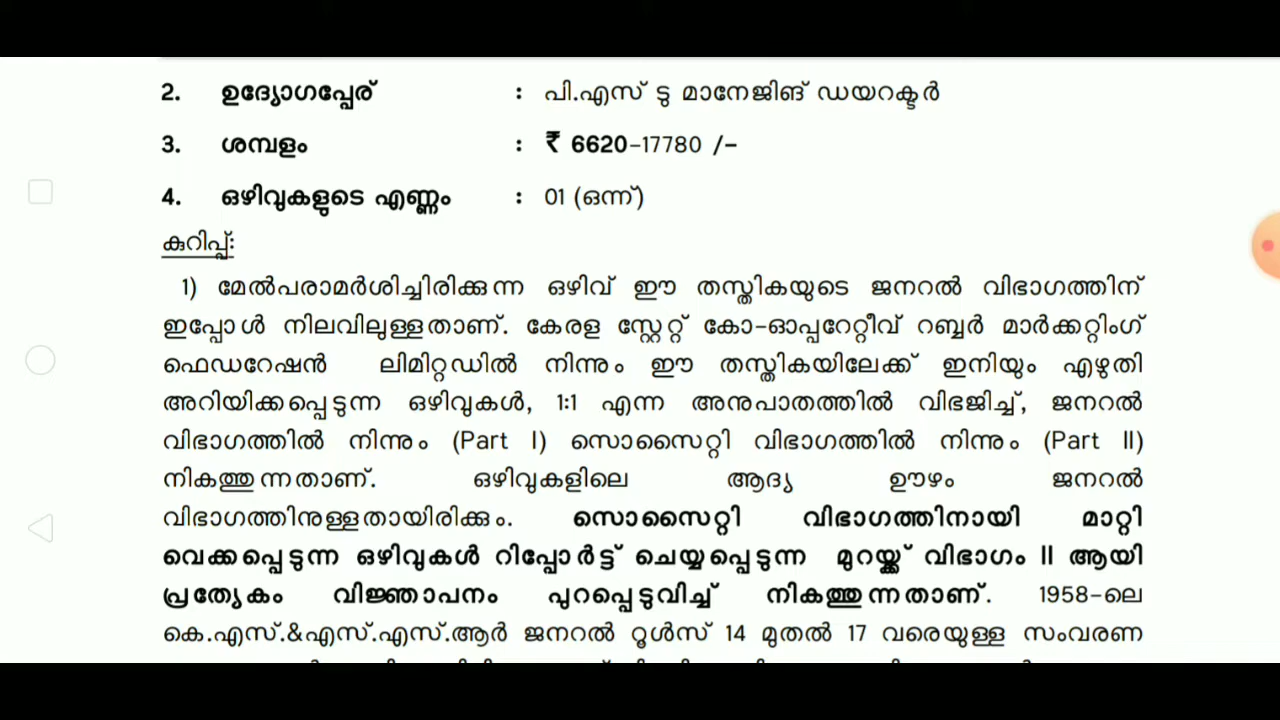 2. ഉദ്യോഗപ്പേര് : പി.എസ് ടു മാനേജിങ് ഡയറക്ടർ
3. ശമ്പളം : ₹ 6620-17780 /-
4. ഒഴിവുകളുടെ എണ്ണം : 01 (ഒന്ന്)
കുറിപ്പ്:
1) മേൽപരാമർശിച്ചിരിക്കുന്ന ഒഴിവ് ഈ തസ്തികയുടെ ജനറൽ വിഭാഗത്തിന്
ഇപ്പോൾ നിലവിലുള്ളതാണ്. കേരള സ്റ്റേറ്റ് കോ-ഓപ്പറേറ്റീവ് റബ്ബർ മാർക്കറ്റിംഗ്
ഫെഡറേഷൻ ലിമിറ്റഡിൽ നിന്നും ഈ തസ്തികയിലേക്ക് ഇനിയും എഴുതി
അറിയിക്കപ്പെടുന്ന ഒഴിവുകൾ, 1:1 എന്ന അനുപാതത്തിൽ വിഭജിച്ച്, ജനറൽ
വിഭാഗത്തിൽ നിന്നും (Part I) സൊസൈറ്റി വിഭാഗത്തിൽ നിന്നും (Part II)
നികത്തുന്നതാണ്. ഒഴിവുകളിലെ ആദ്യ ഊഴം ജനറൽ
വിഭാഗത്തിനുള്ളതായിരിക്കും. സൊസൈറ്റി വിഭാഗത്തിനായി മാറ്റി
വെക്കപ്പെടുന്ന ഒഴിവുകൾ റിപ്പോർട്ട് ചെയ്യപ്പെടുന്ന മുറയ്ക്ക് വിഭാഗം II ആയി
പ്രത്യേകം വിജ്ഞാപനം പുറപ്പെടുവിച്ച് നികത്തുന്നതാണ്. 1958-ലെ
കെ.എസ്.&എസ്.എസ്.ആർ ജനറൽ റൂൾസ് 14 മുതൽ 17 വരെയുള്ള സംവരണ